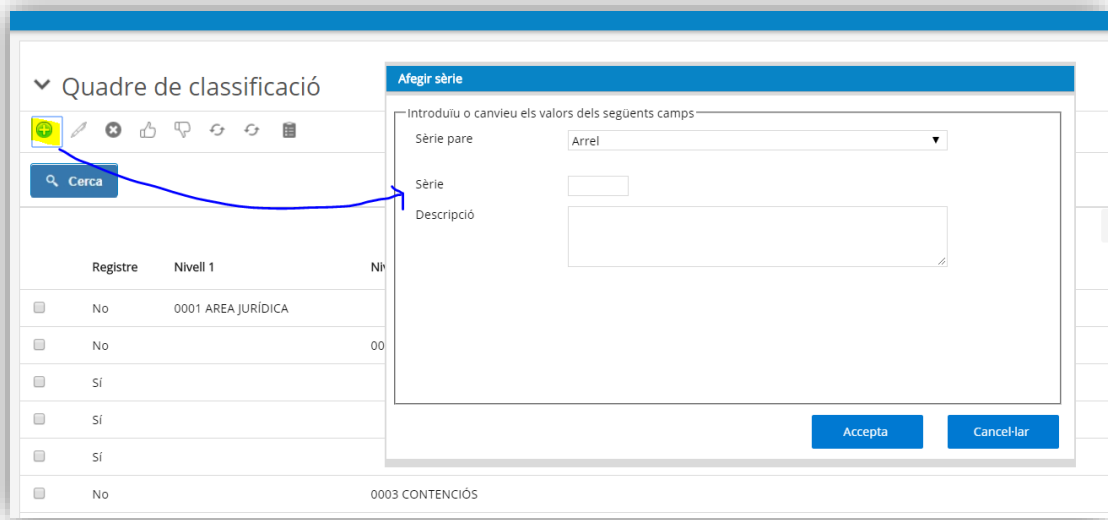 Quadre de classificació
Cerca
Registre Nivell 1
No 0001 AREA JURÍDICA
No 00
Sí
Sí
Sí
No 0003 CONTENCIÓS
Afegir sèrie
Introduïu o canvieu els valors dels següents camps
Sèrie pare Arrel
Sèrie
Descripció
Accepta Cancel·lar